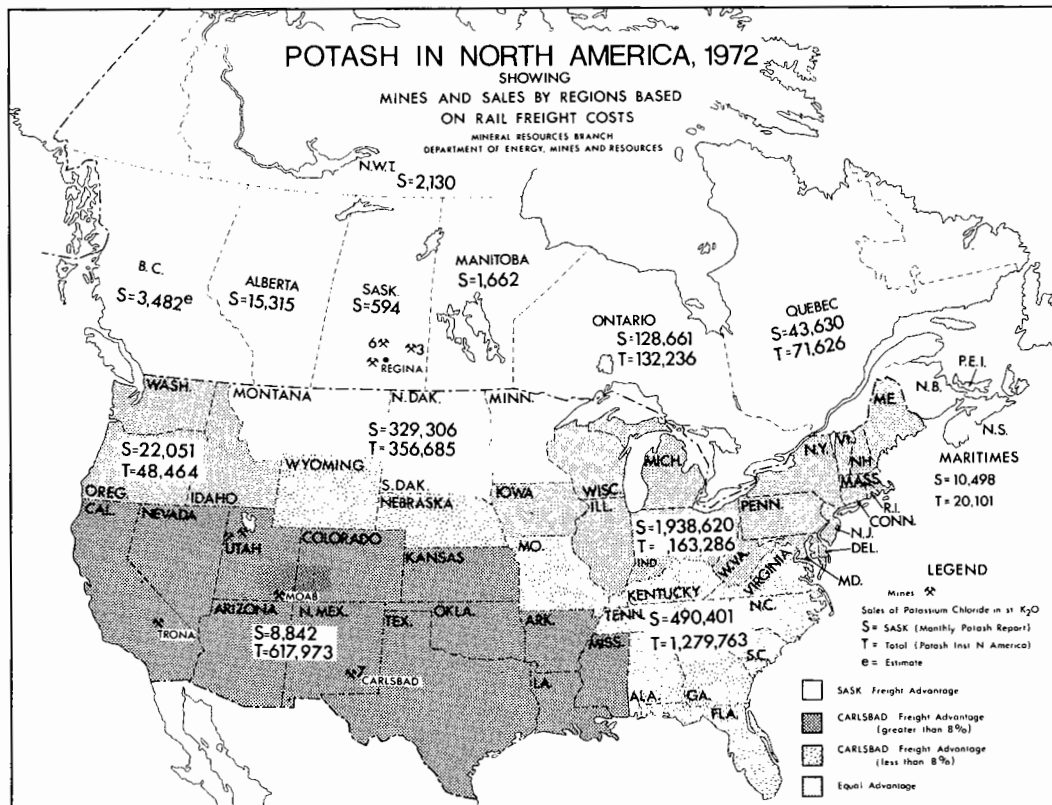 POTASH IN NORTH AMERICA, 1972
SHOWING
MINES AND SALES BY REGIONS BASED
ON RAIL FREIGHT COSTS
MINERAL RESOURCES BRANCH
DEPARTMENT OF ENERGY, MINES AND RESOURCES
N.W.T.
S=2,130
B.C.
S=3,482e
ALBERTA
S=15,315
SASK.
S=594
6
3
REGINA
MANITOBA
S=1,662
ONTARIO
S=128,661
T=132,236
QUEBEC
S=43,630
T=71,626
P.E.I.
N.B.
N.S.
MARITIMES
S=10,498
T=20,101
WASH.
MONTANA
N.DAK.
MINN.
S=329,306
T=356,685
S=22,051
T=48,464
OREG.
IDAHO
WYOMING
S.DAK.
NEBRASKA
IOWA
WISC.
ILL.
MICH.
N.Y.
Vt.
NH
ME.
MASS.
R.I.
CONN.
PENN.
N.J.
DEL.
MD.
S=1,938,620
T= ,163,286
IND.
W.VA.
VIRGINIA
CAL.
NEVADA
UTAH
COLORADO
KANSAS
MO.
KENTUCKY
MOAB
TRONA
ARIZONA
N.MEX.
S=8,842
T=617,973
7
CARLSBAD
TEX.
OKLA.
ARK.
LA.
MISS.
TENN.
N.C.
S=490,401
T=1,279,763
S.C.
ALA.
GA.
FLA.
LEGEND
Mines
Sales of Potassium Chloride in st K2O
S = SASK (Monthly Potash Report)
T = Total (Potash Inst N America)
e = Estimate
SASK Freight Advantage
CARLSBAD Freight Advantage
(greater than 8%)
CARLSBAD Freight Advantage
(less than 8%)
Equal Advantage